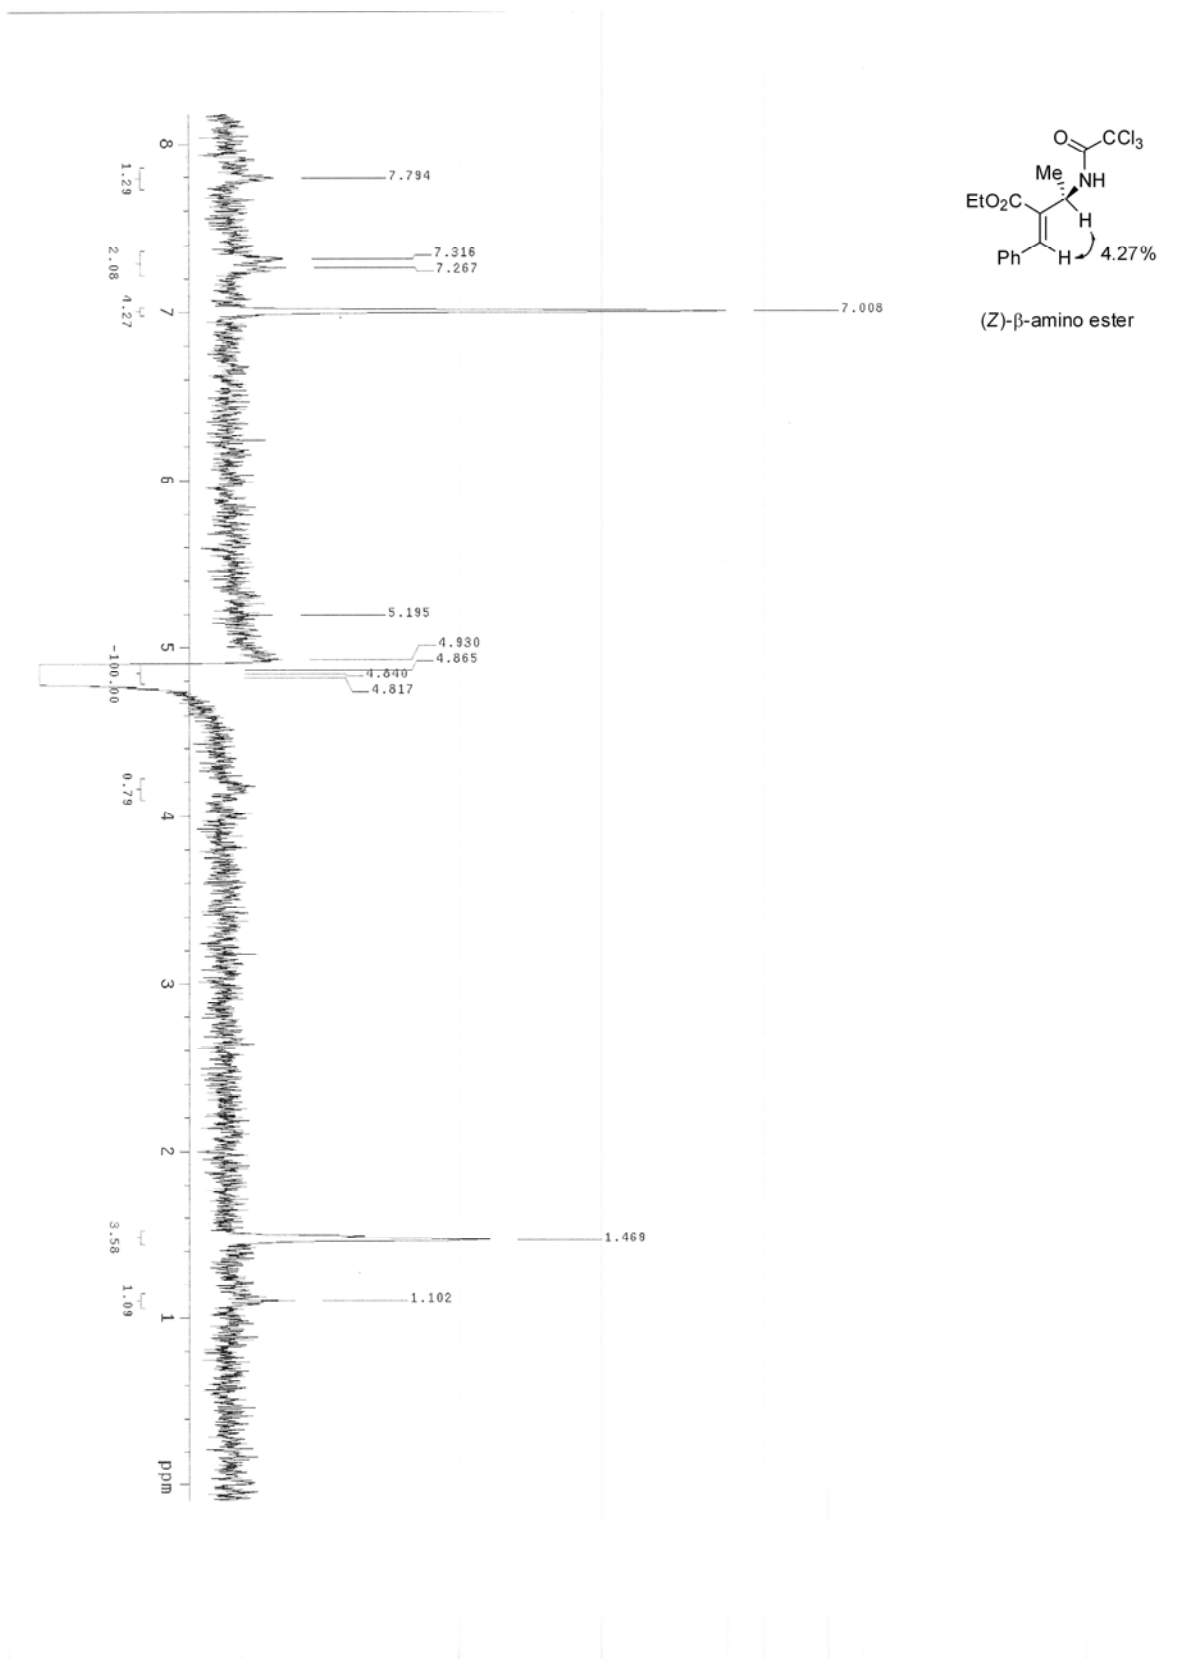 O
CCl3
Me
NH
EtO2C
H
Ph
H
4.27%
(Z)-β-amino ester
8
1.29
7.794
2.08
7.316
7.267
4.27
7
7.008
6
5.195
5
4.930
-100.00
4.865
4.840
4.817
0.79
4
3
2
3.58
1.469
1.09
1.102
1
ppm